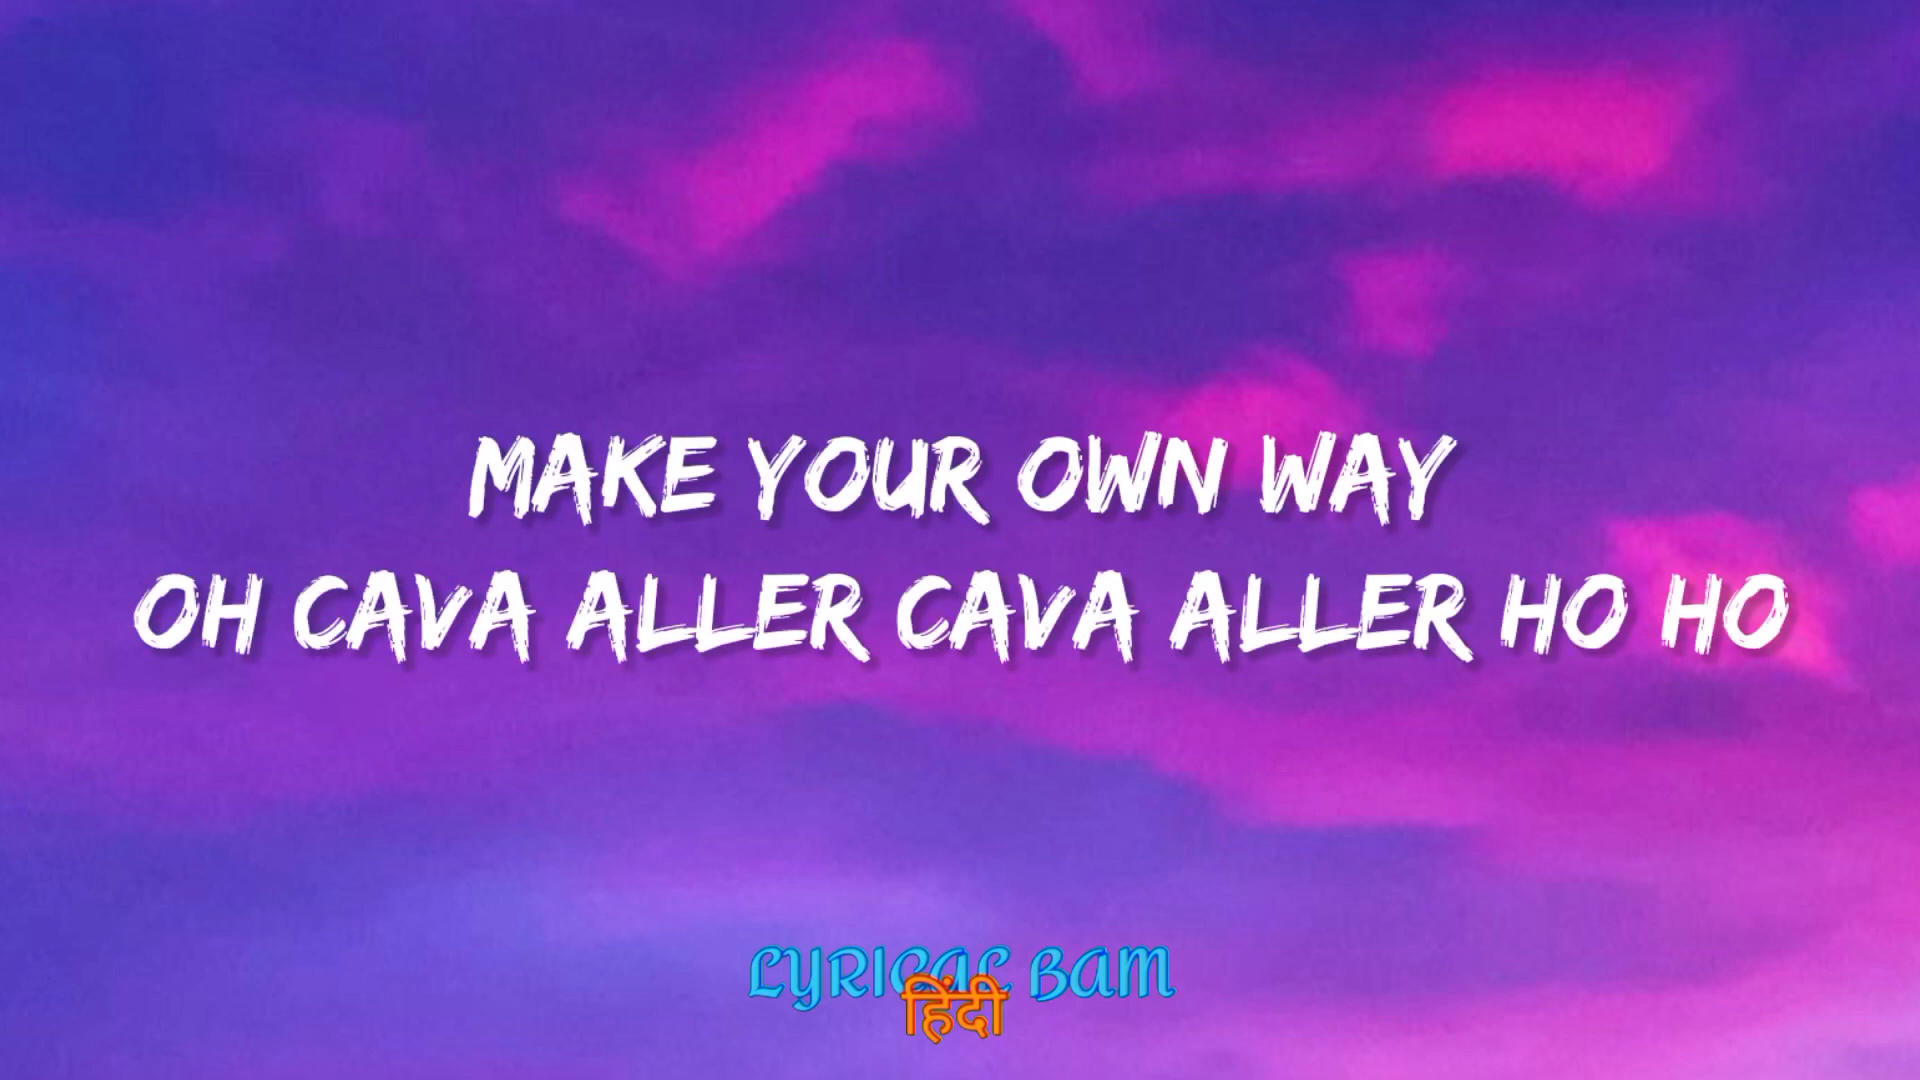 MAKE YOUR OWN WAY
OH CAVA ALLER CAVA ALLER HO HO
LYRICAL BAM
हिंदी